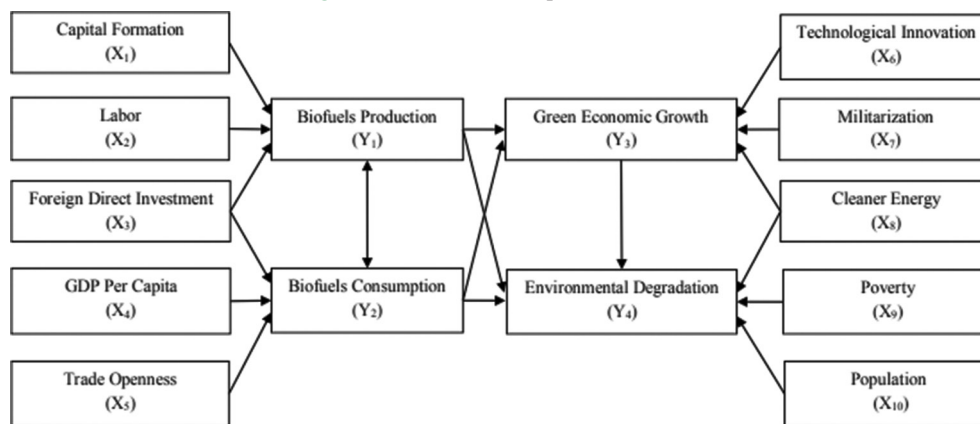 Capital Formation
(X₁)
Technological Innovation
(X₆)
Labor
(X₂)
Biofuels Production
(Y₁)
Green Economic Growth
(Y₃)
Militarization
(X₇)
Foreign Direct Investment
(X₃)
Cleaner Energy
(X₈)
GDP Per Capita
(X₄)
Biofuels Consumption
(Y₂)
Environmental Degradation
(Y₄)
Poverty
(X₉)
Trade Openness
(X₅)
Population
(X₁₀)